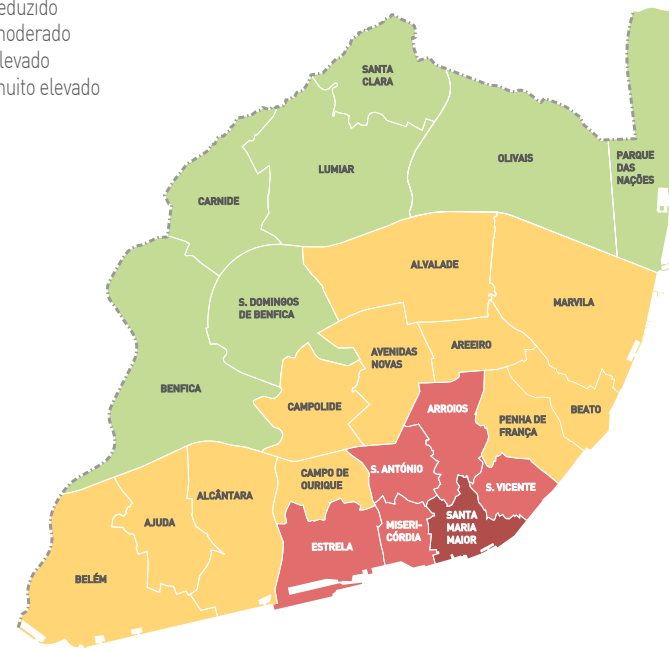 eduzido
moderado
levado
muito elevado
SANTA
CLARA
LUMIAR
OLIVAIS
PARQUE
DAS
NAÇÕES
CARNIDE
ALVALADE
S. DOMINGOS
DE BENFICA
MARVILA
AVENIDAS
NOVAS
AREEIRO
BENFICA
CAMPOLIDE
ARROIOS
PENHA DE
FRANÇA
BEATO
CAMPO DE
OURIQUE
S. ANTÓNIO
S. VICENTE
ALCÂNTARA
AJUDA
MISERI-
CÓRDIA
SANTA
MARIA
MAIOR
ESTRELA
BELÉM